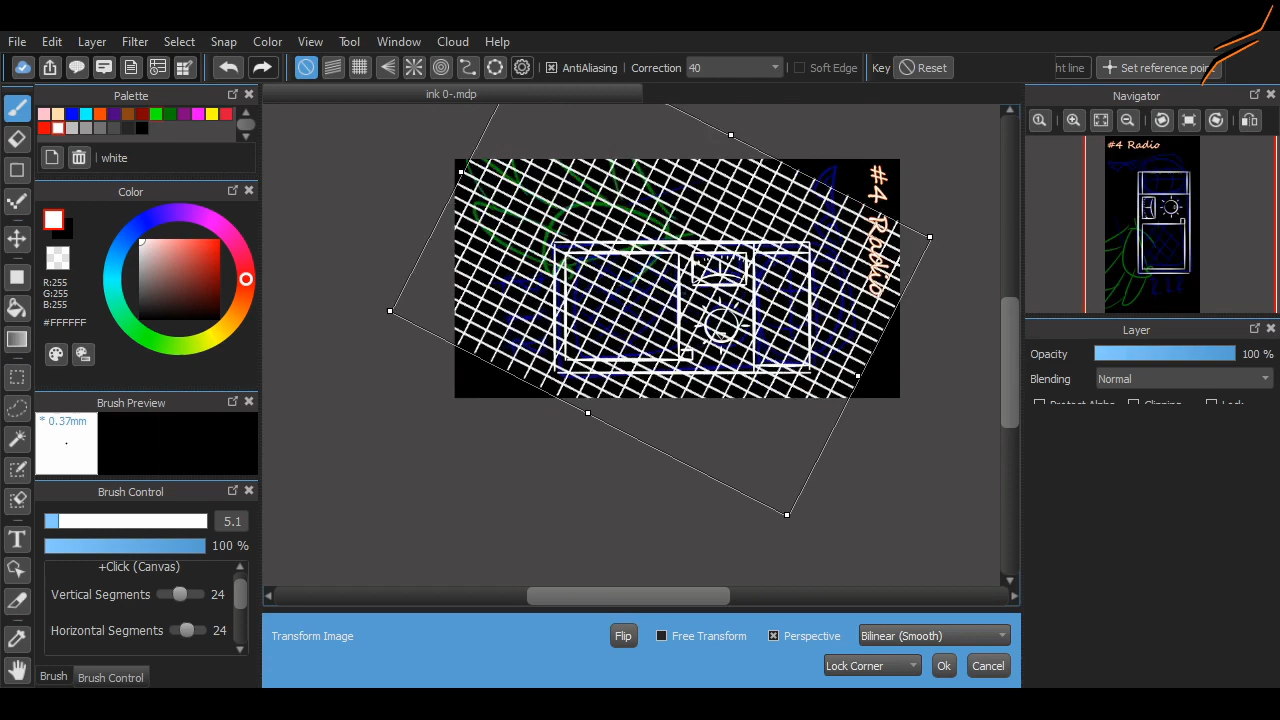 File Edit Layer Filter Select Snap Color View Tool Window Cloud Help
AntiAliasing Correction 40 Soft Edge Key Reset ht line Set reference point
Palette
ink 0-.mdp
Navigator
white
#4 Radio
Color
#4 Radio
R:255
G:255
B:255
#FFFFFF
Layer
Opacity 100 %
Blending Normal
Brush Preview
* 0.37mm
Brush Control
5.1
100 %
+Click (Canvas)
Vertical Segments 24
Horizontal Segments 24
Transform Image Flip Free Transform Perspective Bilinear (Smooth)
Lock Corner Ok Cancel
Brush Brush Control